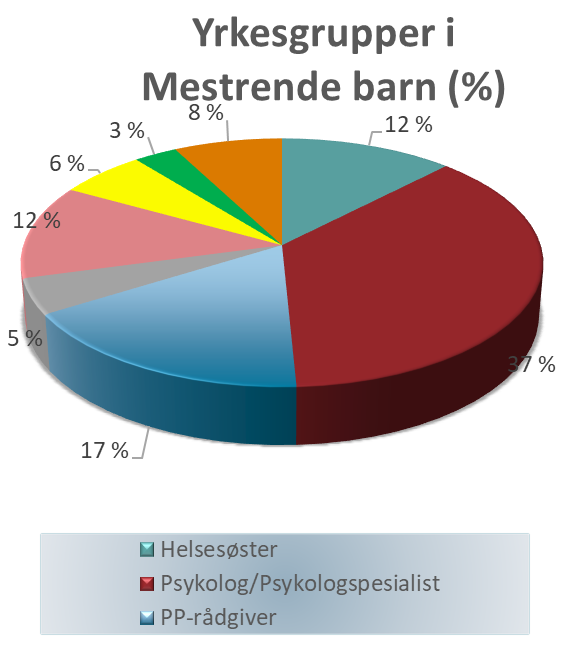 Yrkesgrupper i
Mestrende barn (%)
8 %
12 %
3 %
6 %
12 %
5 %
37 %
17 %
Helsesøster
Psykolog/Psykologspesialist
PP-rådgiver